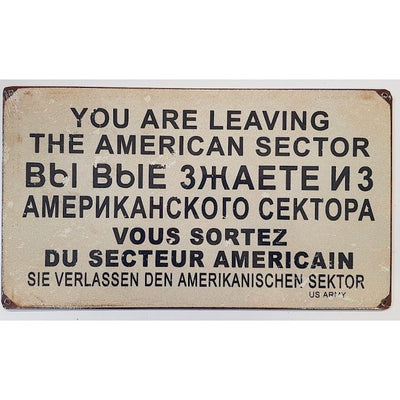 YOU ARE LEAVING
THE AMERICAN SECTOR
ВЫ ВЫЕ ЗЖАЕТЕ ИЗ
АМЕРИКАНСКОГО СЕКТОРА
VOUS SORTEZ
DU SECTEUR AMERICAIN
SIE VERLASSEN DEN AMERIKANISCHEN SEKTOR
US ARMY